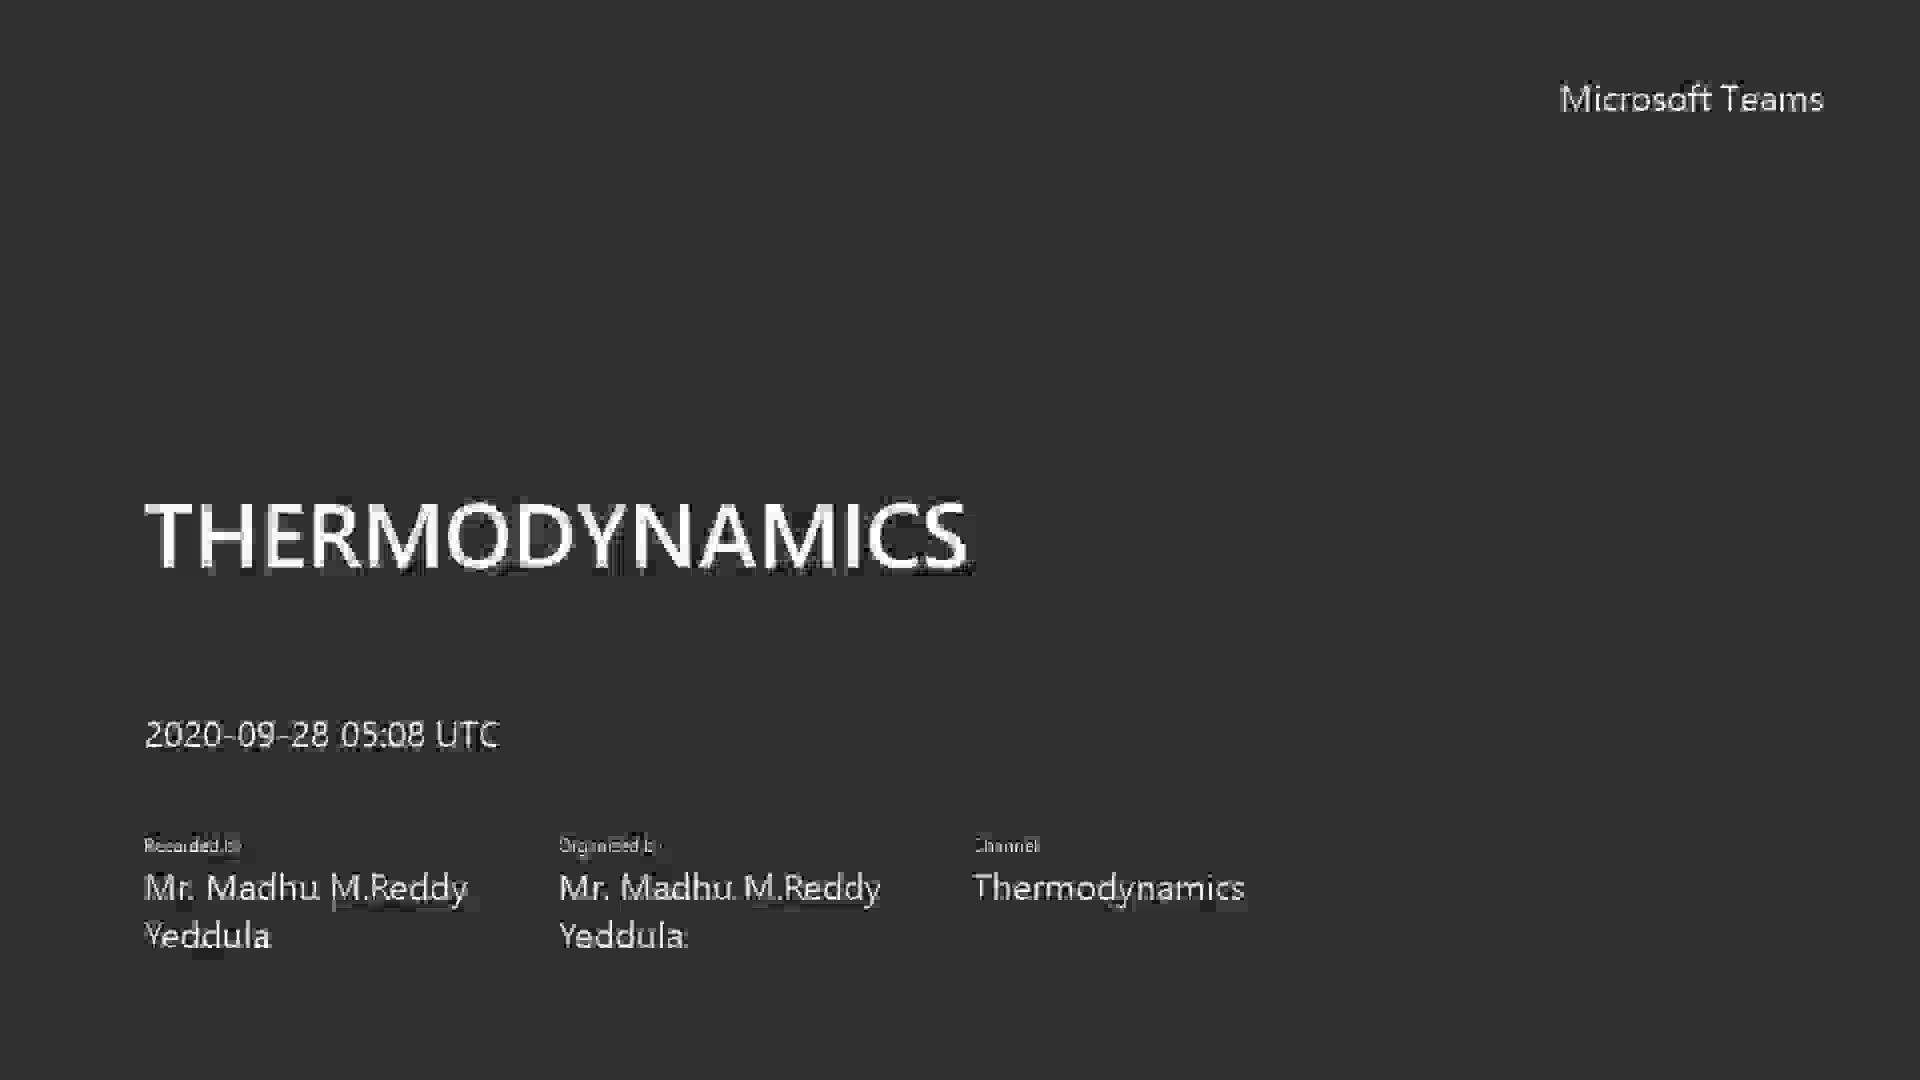 Microsoft Teams
THERMODYNAMICS
2020-09-28 05:08 UTC
Recorded by
Organized by
Channel
Mr. Madhu M.Reddy
Yeddula
Mr. Madhu M.Reddy
Yeddula
Thermodynamics